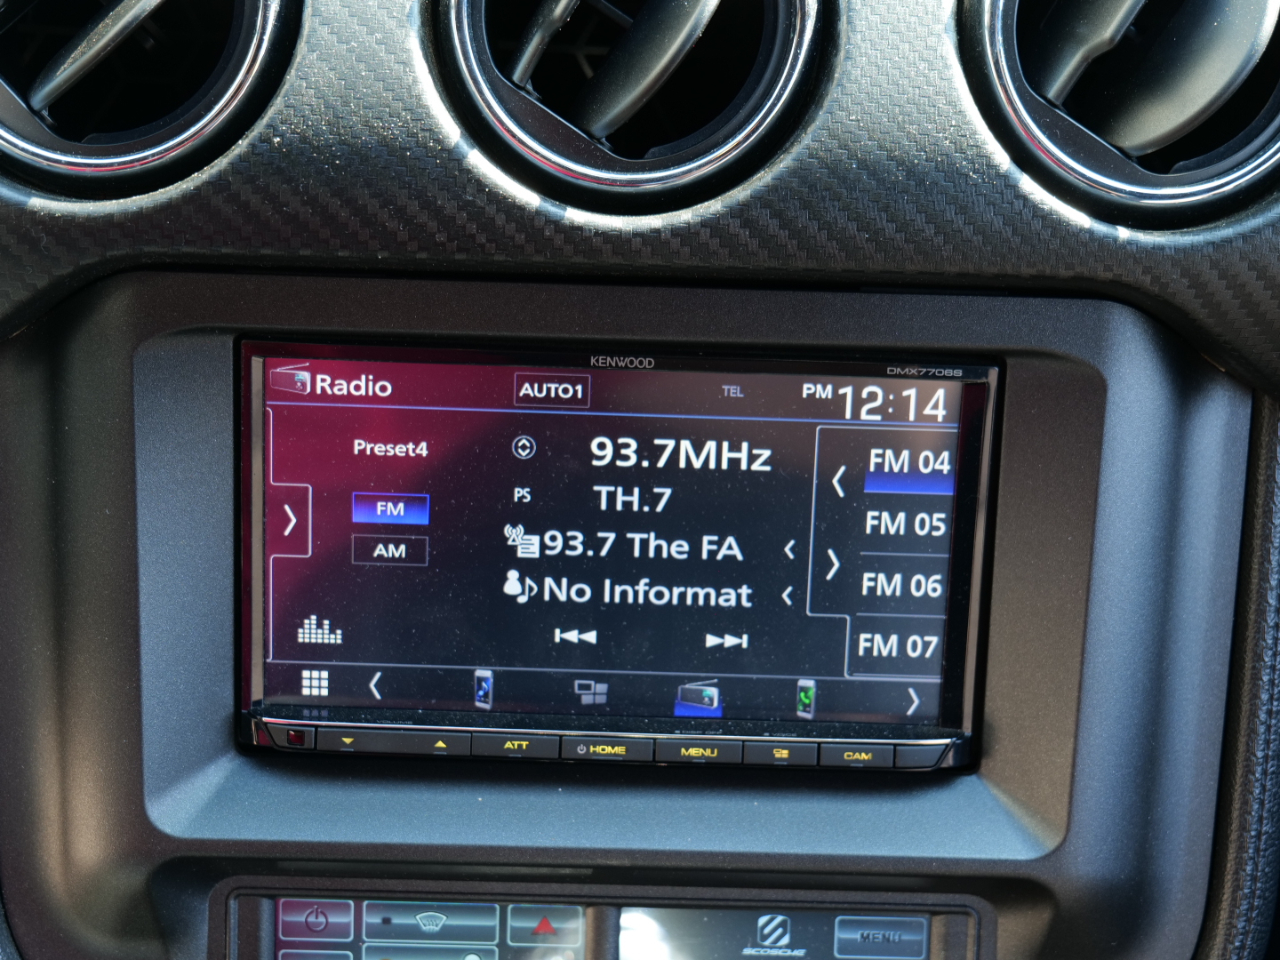 KENWOOD
DMX7706S
Radio
AUTO1
TEL
PM 12:14
Preset4
93.7MHz
FM
PS
TH.7
AM
93.7 The FA
No Informat
FM 04
FM 05
FM 06
FM 07
ATT
HOME
MENU
CAM
SCOSCHE
MENU